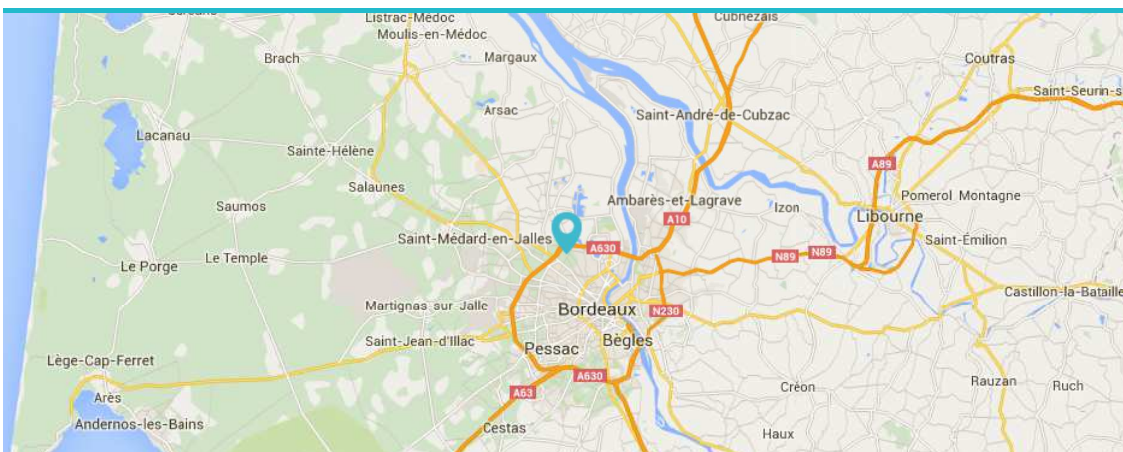 Listrac-Médoc
Cubnezais
Moulis-en-Médoc
Brach
Margaux
Coutras
Saint-Seurin-s
Arsac
Saint-André-de-Cubzac
Lacanau
Sainte-Hélène
A89
Salaunes
Pomerol
Montagne
Saumos
Ambarès-et-Lagrave
Izon
Libourne
A10
Saint-Médard-en-Jalles
A630
Saint-Émilion
Le Porge
Le Temple
N89
N89
Castillon-la-Bataille
Martignas sur Jalle
Bordeaux
N230
Saint-Jean-d'Illac
Pessac
Bègles
Lège-Cap-Ferret
A630
Rauzan
Ruch
Créon
A63
Arès
Andernos-les-Bains
Cestas
Haux